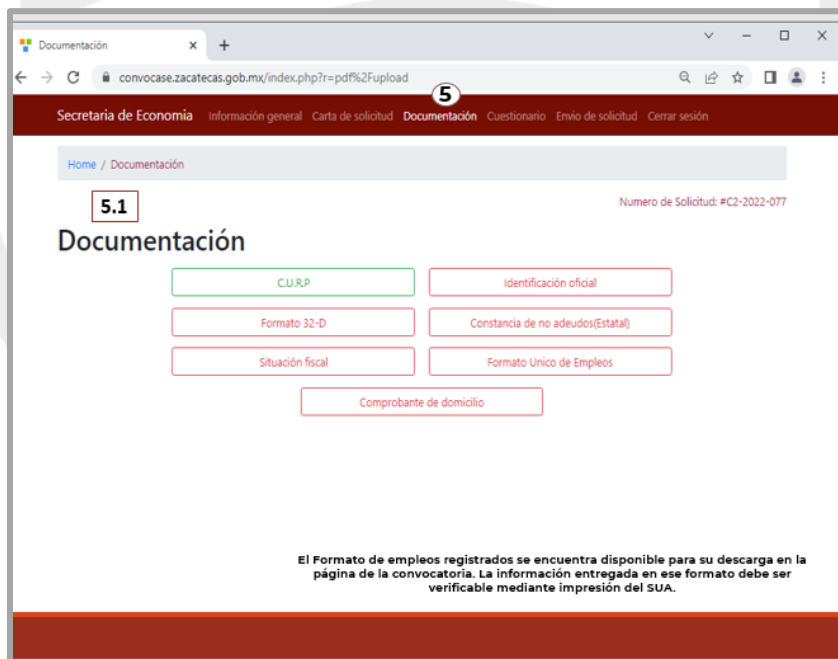 Documentación
convocase.zacatecas.gob.mx/index.php?r=pdf%2Fupload
5
Secretaria de Economia Información general Carta de solicitud Documentación Cuestionario Envio de solicitud Cerrar sesión
Home / Documentación
5.1
Numero de Solicitud: #C2-2022-077
Documentación
C.U.R.P
Identificación oficial
Formato 32-D
Constancia de no adeudos(Estatal)
Situación fiscal
Formato Unico de Empleos
Comprobante de domicilio
El Formato de empleos registrados se encuentra disponible para su descarga en la
página de la convocatoria. La información entregada en ese formato debe ser
verificable mediante impresión del SUA.